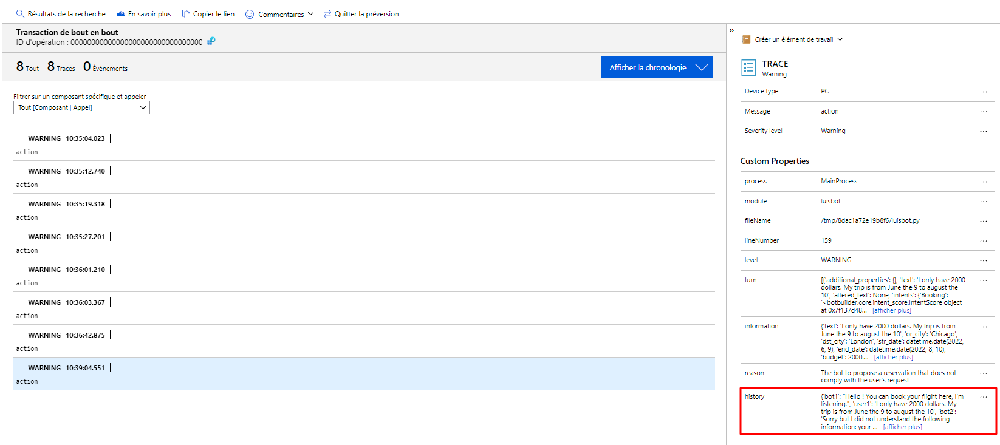 Résultats de la recherche En savoir plus Copier le lien Commentaires Quitter la préversion
Transaction de bout en bout
ID d'opération : 00000000000000000000000000000000
8 Tout 8 Traces 0 Événements
Afficher la chronologie
Filtrer sur un composant spécifique et appeler
Tout [Composant | Appel]
WARNING 10:35:04.023
action
WARNING 10:35:12.740
action
WARNING 10:35:19.318
action
WARNING 10:35:27.201
action
WARNING 10:36:01.210
action
WARNING 10:36:03.367
action
WARNING 10:36:42.875
action
WARNING 10:39:04.551
action
»
Créer un élément de travail
TRACE
Warning
Device type PC ...
Message action ...
Severity level Warning ...
Custom Properties
process MainProcess ...
module luisbot ...
fileName /tmp/8dac1a72e19b8f6/luisbot.py ...
lineNumber 159 ...
level WARNING ...
turn [{'additional_properties': {}, 'text': 'I only have 2000 ...
dollars. My trip is from June the 9 to august the
10', 'altered_text': None, 'intents': {'Booking':
'<botbuilder.core.intent_score.IntentScore object
at 0x7f137d48... [afficher plus]
information {'text': 'I only have 2000 dollars. My trip is from ...
June the 9 to august the 10', 'or_city': 'Chicago',
'dst_city': 'London', 'str_date': datetime.date(2022,
6, 9), 'end_date': datetime.date(2022, 8, 10),
'budget': 2000.... [afficher plus]
reason The bot to propose a reservation that does not ...
comply with the user's request
history {'bot1': "Hello ! You can book your flight here, I'm ...
listening.", 'user1': 'I only have 2000 dollars. My
trip is from June the 9 to august the 10', 'bot2':
'Sorry but I did not understand the following
information: your ... [afficher plus]